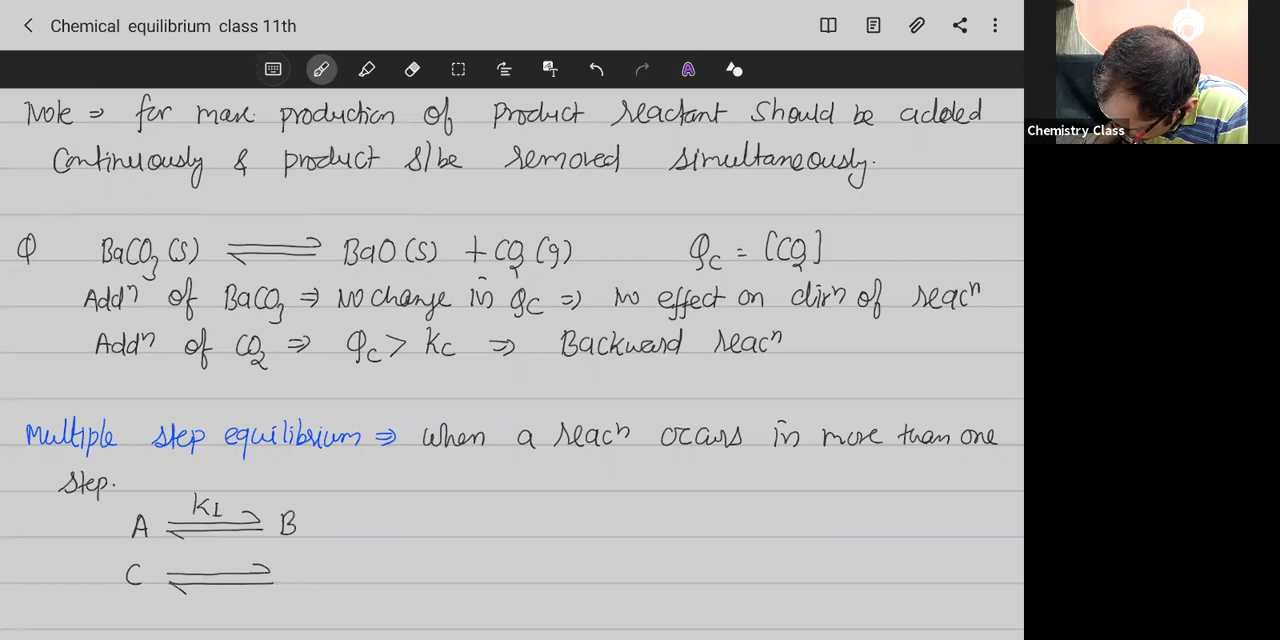 Chemical equilibrium class 11th
Note ⇒ for max. production of product reactant should be added
Continuously & product s/be removed simultaneously.
Q BaCO3(s) ⇌ BaO(s) + CO2(g) Qc = [CO2]
Addn of BaCO3 ⇒ No change in Qc ⇒ No effect on dirn of reacn
Addn of CO2 ⇒ Qc > Kc ⇒ Backward reacn
Multiple step equilibrium ⇒ when a reacn occurs in more than one
step.
K1
A ⇌ B
C ⇌
Chemistry Class